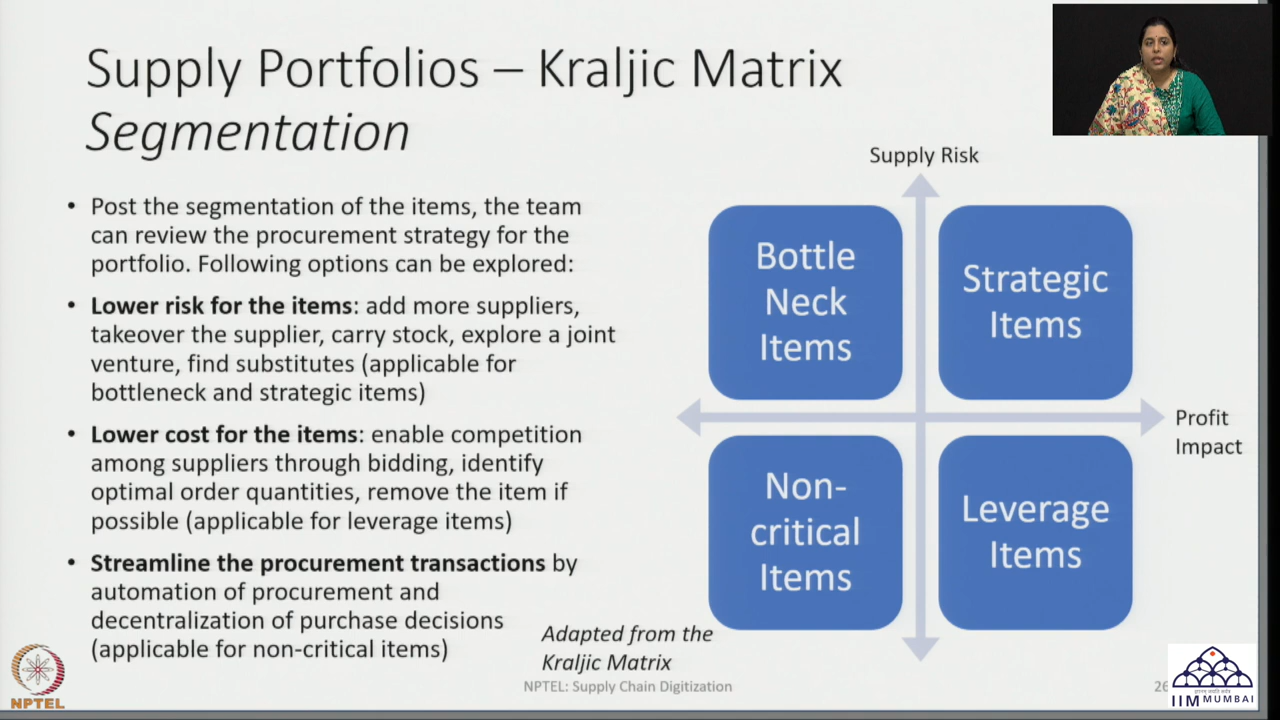 Supply Portfolios – Kraljic Matrix
Segmentation
• Post the segmentation of the items, the team
can review the procurement strategy for the
portfolio. Following options can be explored:
• Lower risk for the items: add more suppliers,
takeover the supplier, carry stock, explore a joint
venture, find substitutes (applicable for
bottleneck and strategic items)
• Lower cost for the items: enable competition
among suppliers through bidding, identify
optimal order quantities, remove the item if
possible (applicable for leverage items)
• Streamline the procurement transactions by
automation of procurement and
decentralization of purchase decisions
(applicable for non-critical items)
Supply Risk
Bottle
Neck
Items
Strategic
Items
Profit
Impact
Non-
critical
Items
Leverage
Items
Adapted from the
Kraljic Matrix
NPTEL
NPTEL: Supply Chain Digitization
26
IIM MUMBAI